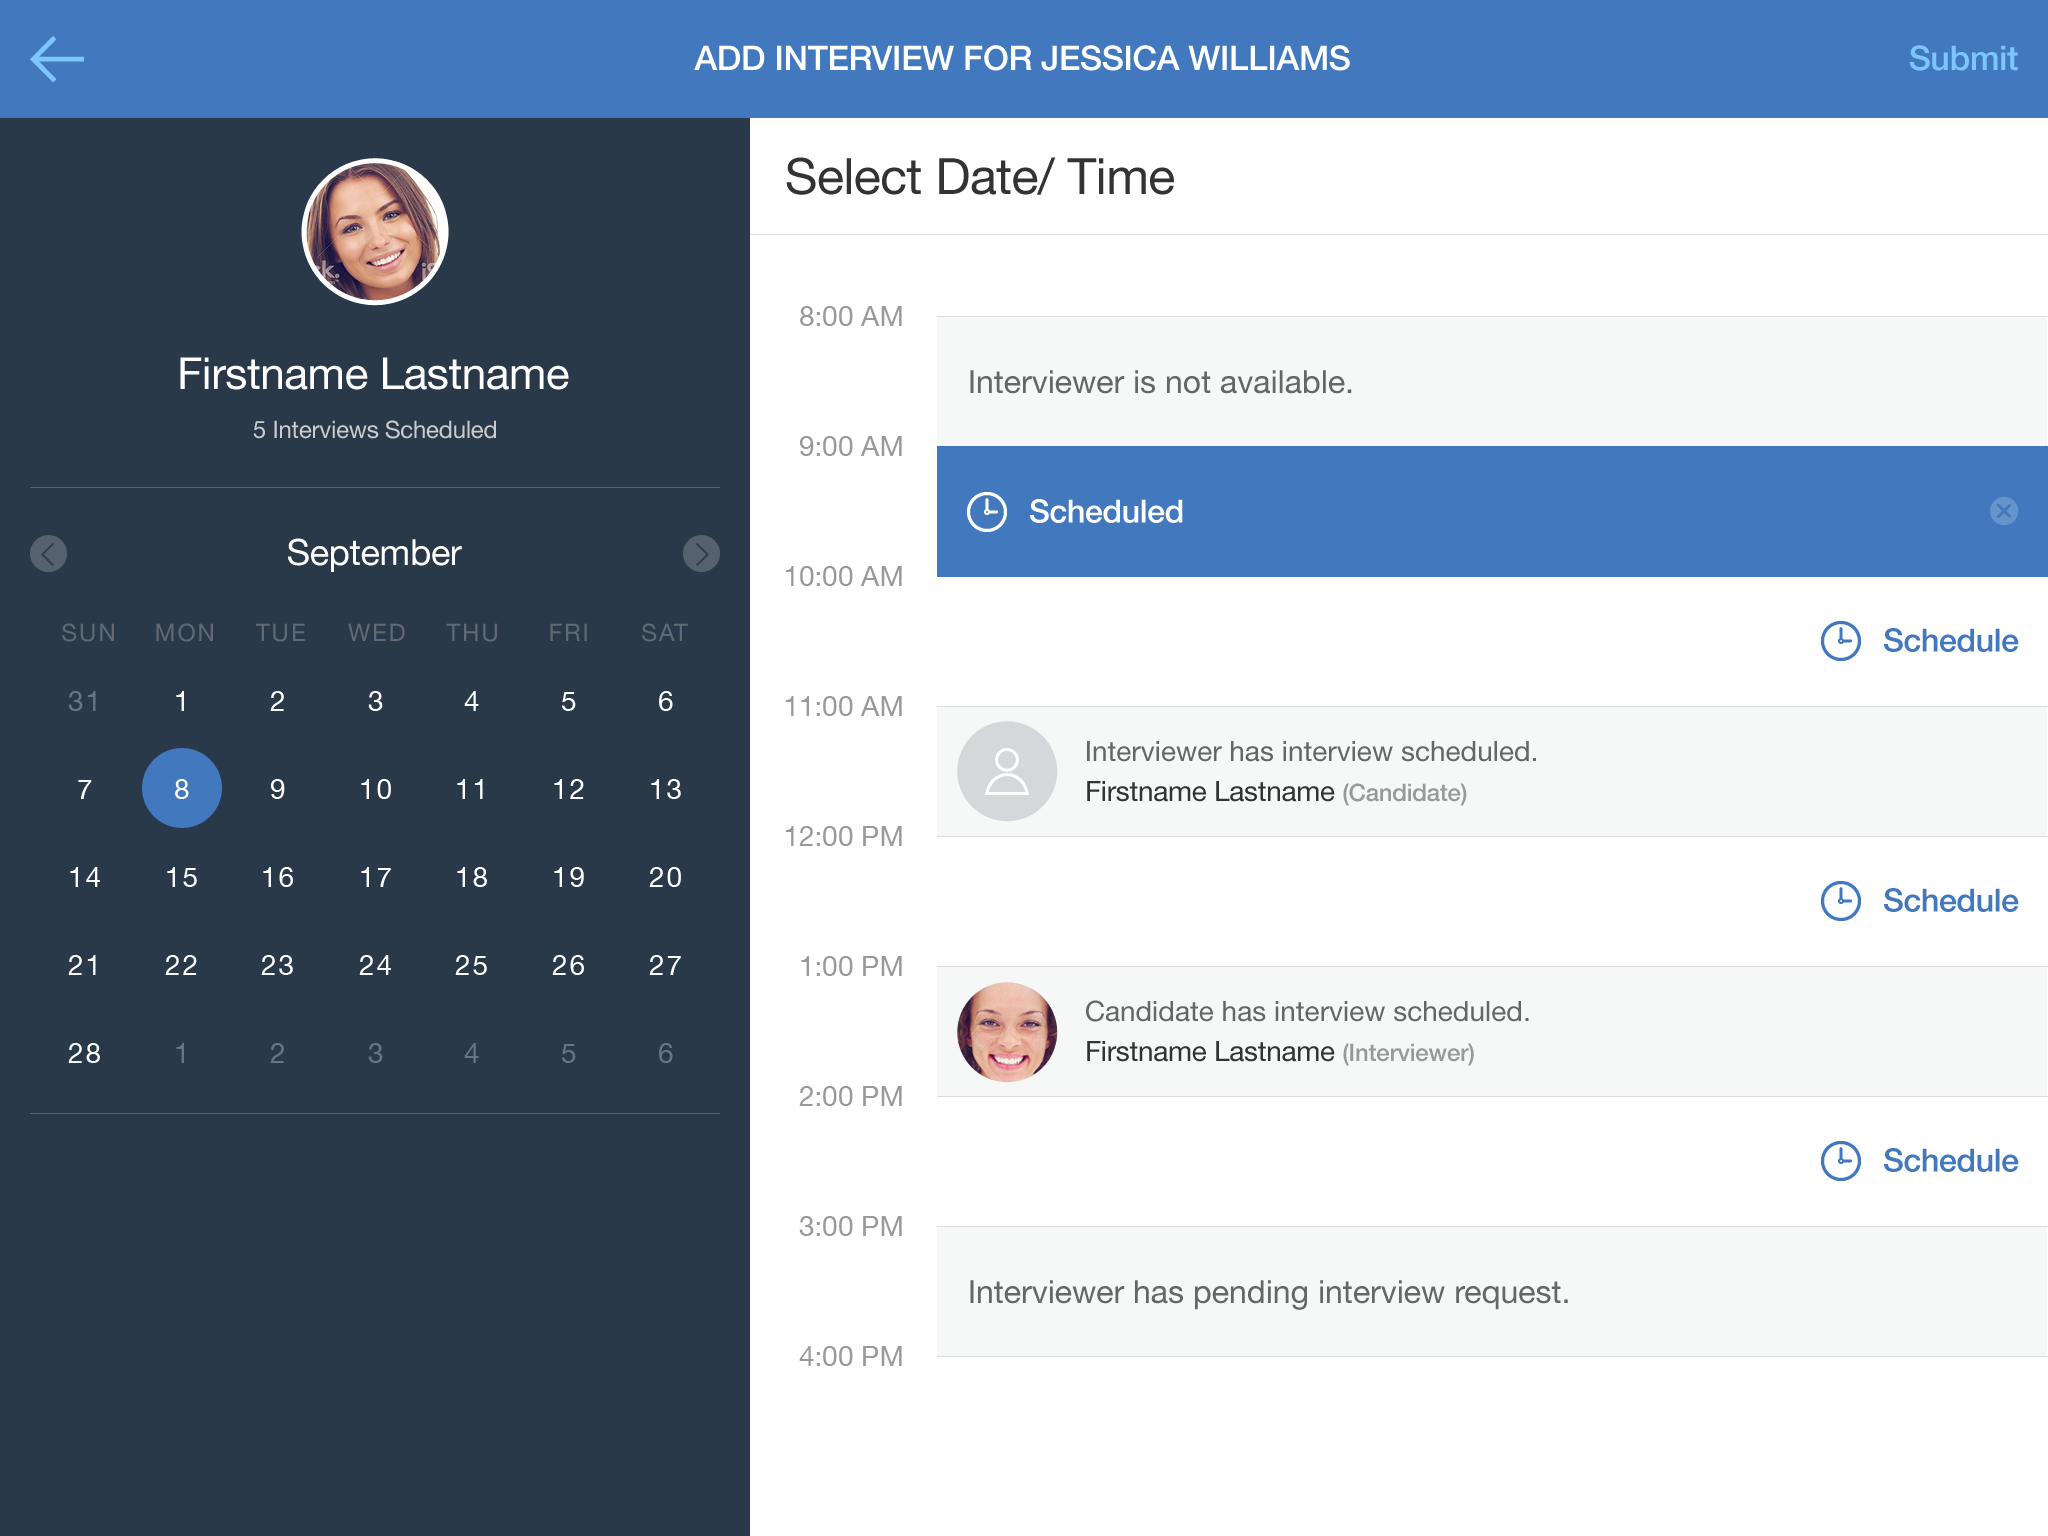 ADD INTERVIEW FOR JESSICA WILLIAMS
Submit
Firstname Lastname
5 Interviews Scheduled
September
SUN MON TUE WED THU FRI SAT
31 1 2 3 4 5 6
7 8 9 10 11 12 13
14 15 16 17 18 19 20
21 22 23 24 25 26 27
28 1 2 3 4 5 6
Select Date/ Time
8:00 AM
Interviewer is not available.
9:00 AM
Scheduled
10:00 AM
Schedule
11:00 AM
Interviewer has interview scheduled.
Firstname Lastname (Candidate)
12:00 PM
Schedule
1:00 PM
Candidate has interview scheduled.
Firstname Lastname (Interviewer)
2:00 PM
Schedule
3:00 PM
Interviewer has pending interview request.
4:00 PM